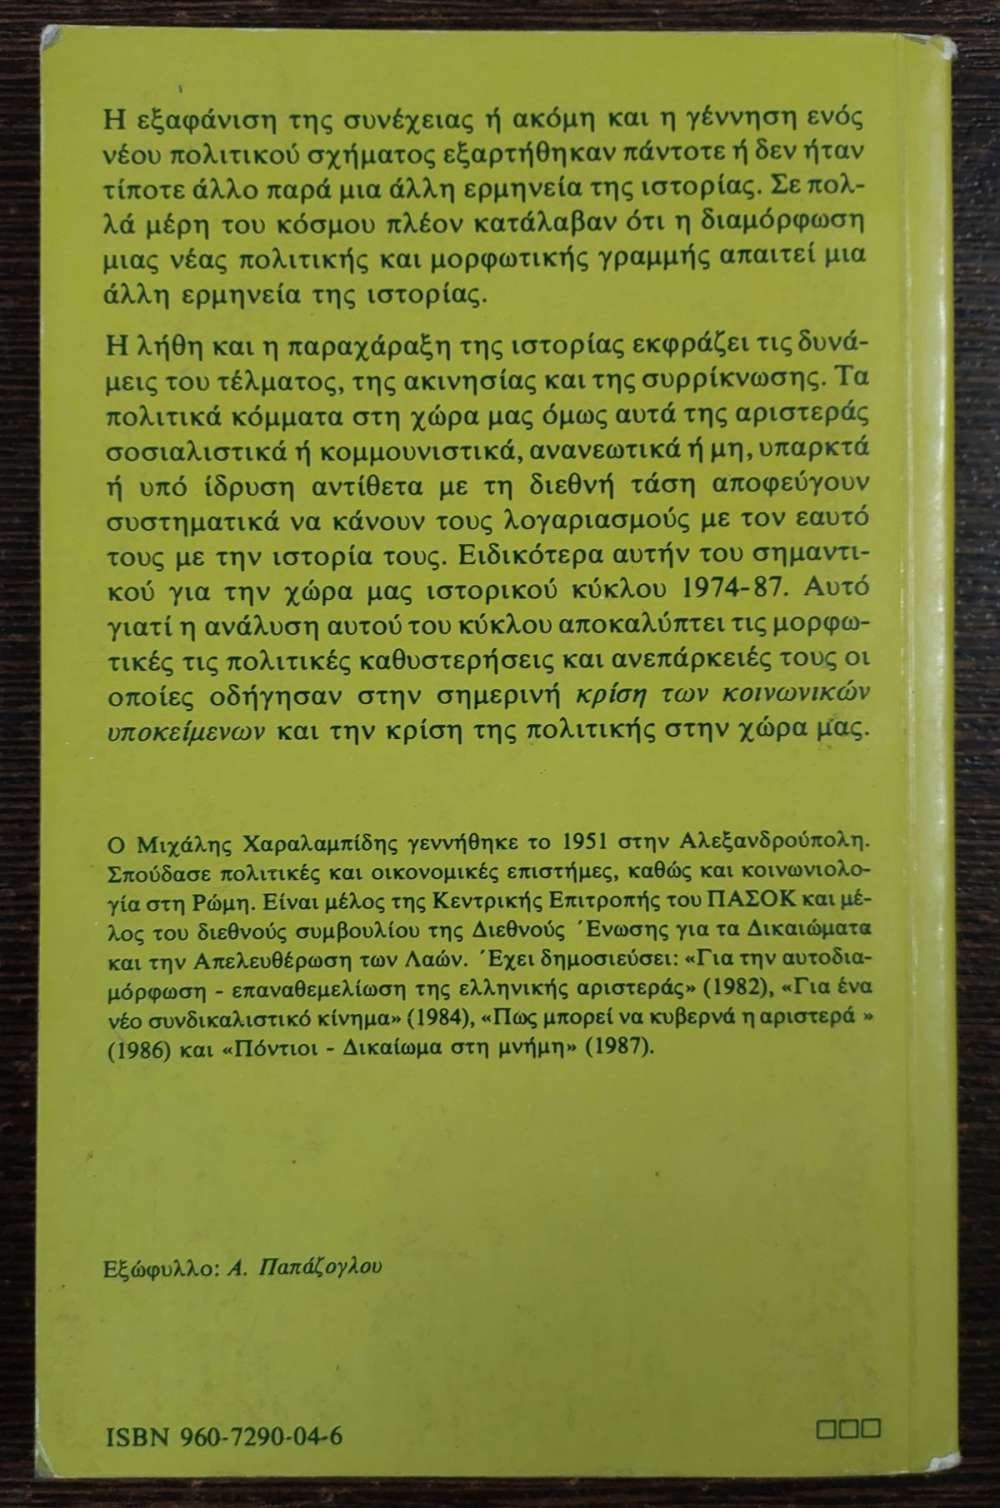 Η εξαφάνιση της συνέχειας ή ακόμη και η γέννηση ενός
νέου πολιτικού σχήματος εξαρτήθηκαν πάντοτε ή δεν ήταν
τίποτε άλλο παρά μια άλλη ερμηνεία της ιστορίας. Σε πολ-
λά μέρη του κόσμου πλέον κατάλαβαν ότι η διαμόρφωση
μιας νέας πολιτικής και μορφωτικής γραμμής απαιτεί μια
άλλη ερμηνεία της ιστορίας.
Η λήθη και η παραχάραξη της ιστορίας εκφράζει τις δυνά-
μεις του τέλματος, της ακινησίας και της συρρίκνωσης. Τα
πολιτικά κόμματα στη χώρα μας όμως αυτά της αριστεράς
σοσιαλιστικά ή κομμουνιστικά, ανανεωτικά ή μη, υπαρκτά
ή υπό ίδρυση αντίθετα με τη διεθνή τάση αποφεύγουν
συστηματικά να κάνουν τους λογαριασμούς με τον εαυτό
τους με την ιστορία τους. Ειδικότερα αυτήν του σημαντι-
κού για την χώρα μας ιστορικού κύκλου 1974-87. Αυτό
γιατί η ανάλυση αυτού του κύκλου αποκαλύπτει τις μορφω-
τικές τις πολιτικές καθυστερήσεις και ανεπάρκειές τους οι
οποίες οδήγησαν στην σημερινή κρίση των κοινωνικών
υποκείμενων και την κρίση της πολιτικής στην χώρα μας.
Ο Μιχάλης Χαραλαμπίδης γεννήθηκε το 1951 στην Αλεξανδρούπολη.
Σπούδασε πολιτικές και οικονομικές επιστήμες, καθώς και κοινωνιολο-
γία στη Ρώμη. Είναι μέλος της Κεντρικής Επιτροπής του ΠΑΣΟΚ και μέ-
λος του διεθνούς συμβουλίου της Διεθνούς Ένωσης για τα Δικαιώματα
και την Απελευθέρωση των Λαών. Έχει δημοσιεύσει: «Για την αυτοδια-
μόρφωση - επαναθεμελίωση της ελληνικής αριστεράς» (1982), «Για ένα
νέο συνδικαλιστικό κίνημα» (1984), «Πως μπορεί να κυβερνά η αριστερά »
(1986) και «Πόντιοι - Δικαίωμα στη μνήμη» (1987).
Εξώφυλλο: Α. Παπάζογλου
ISBN 960-7290-04-6